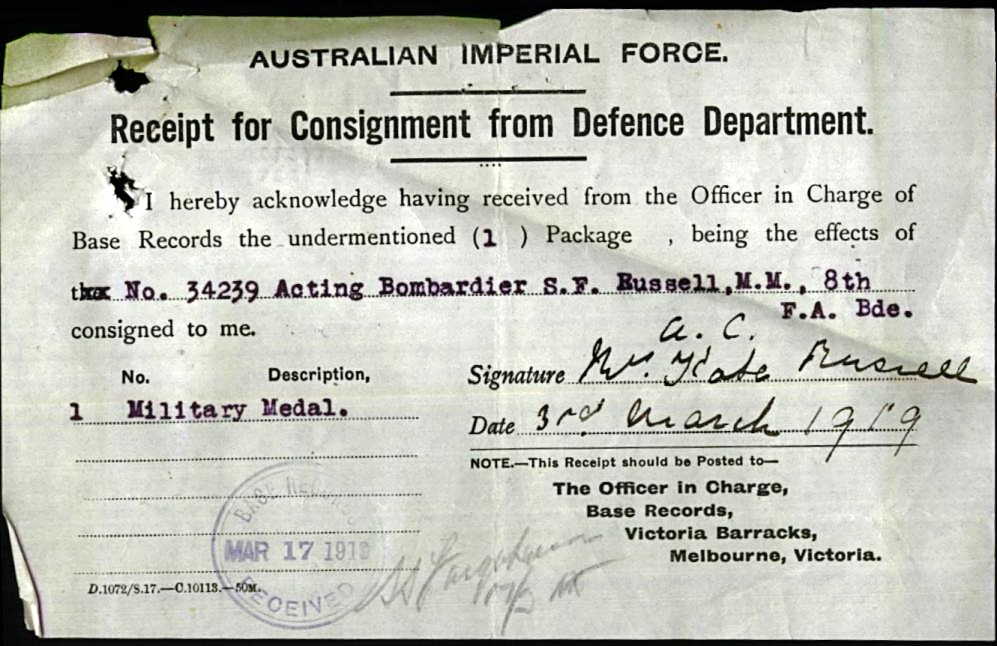 AUSTRALIAN IMPERIAL FORCE.
Receipt for Consignment from Defence Department.
I hereby acknowledge having received from the Officer in Charge of
Base Records the undermentioned (1 ) Package , being the effects of
the No. 34239 Acting Bombardier S.F. Russell,M.M., 8th
F.A. Bde.
consigned to me.
a. C.
Signature Mrs. Kate Russell
Date 3rd March 1919
No. Description,
1 Military Medal.
NOTE.—This Receipt should be Posted to—
The Officer in Charge,
Base Records,
Victoria Barracks,
Melbourne, Victoria.
BASE RECORDS
MAR 17 1919
RECEIVED
D.1072/S.17.—C.10113.—50M.